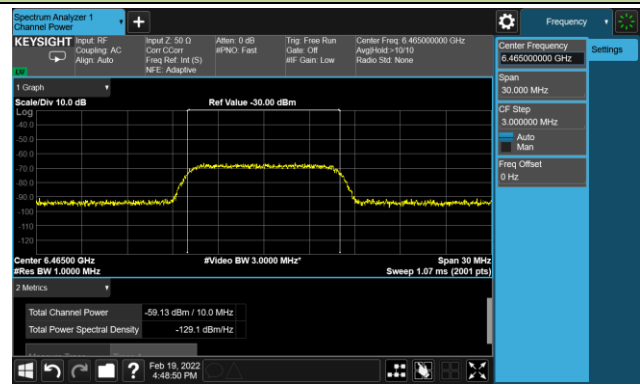 Spectrum Analyzer 1
Channel Power
Frequency
KEYSIGHT
Input: RF
Coupling: AC
Align: Auto
Input Z: 50 Ω
Corr CCorr
Freq Ref: Int (S)
NFE: Adaptive
Atten: 0 dB
#PNO: Fast
Trig: Free Run
Gate: Off
#IF Gain: Low
Center Freq: 6.465000000 GHz
Avg|Hold:>10/10
Radio Std: None
Center Frequency
6.465000000 GHz
Settings
Span
30.000 MHz
CF Step
3.000000 MHz
Auto
Man
Freq Offset
0 Hz
1 Graph
Scale/Div 10.0 dB
Ref Value -30.00 dBm
Log
-40.0
-50.0
-60.0
-70.0
-80.0
-90.0
-100
-110
-120
Center 6.46500 GHz
#Video BW 3.0000 MHz*
Span 30 MHz
#Res BW 1.0000 MHz
Sweep 1.07 ms (2001 pts)
2 Metrics
Total Channel Power
-59.13 dBm / 10.0 MHz
Total Power Spectral Density
-129.1 dBm/Hz
Feb 19, 2022
4:48:50 PM